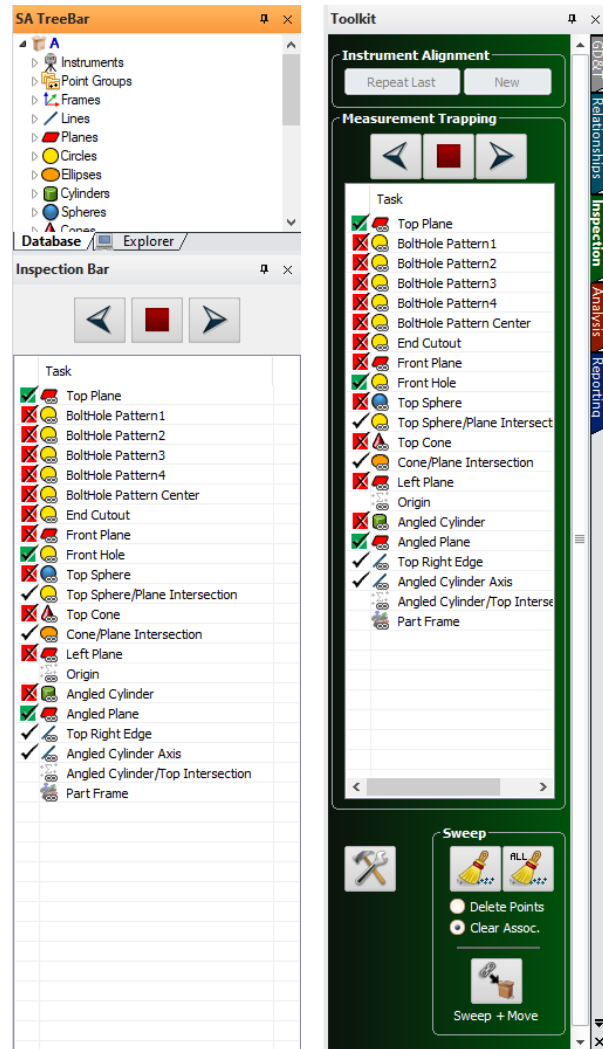 SA TreeBar
A
Instruments
Point Groups
Frames
Lines
Planes
Circles
Ellipses
Cylinders
Spheres
Cones
Database
Explorer
Inspection Bar
Task
Top Plane
BoltHole Pattern1
BoltHole Pattern2
BoltHole Pattern3
BoltHole Pattern4
BoltHole Pattern Center
End Cutout
Front Plane
Front Hole
Top Sphere
Top Sphere/Plane Intersection
Top Cone
Cone/Plane Intersection
Left Plane
Origin
Angled Cylinder
Angled Plane
Top Right Edge
Angled Cylinder Axis
Angled Cylinder/Top Intersection
Part Frame
Toolkit
Instrument Alignment
Repeat Last
New
Measurement Trapping
Task
Top Plane
BoltHole Pattern1
BoltHole Pattern2
BoltHole Pattern3
BoltHole Pattern4
BoltHole Pattern Center
End Cutout
Front Plane
Front Hole
Top Sphere
Top Sphere/Plane Intersect
Top Cone
Cone/Plane Intersection
Left Plane
Origin
Angled Cylinder
Angled Plane
Top Right Edge
Angled Cylinder Axis
Angled Cylinder/Top Interse
Part Frame
Sweep
ALL
Delete Points
Clear Assoc.
Sweep + Move
GD&T
Relationships
Inspection
Analysis
Reporting